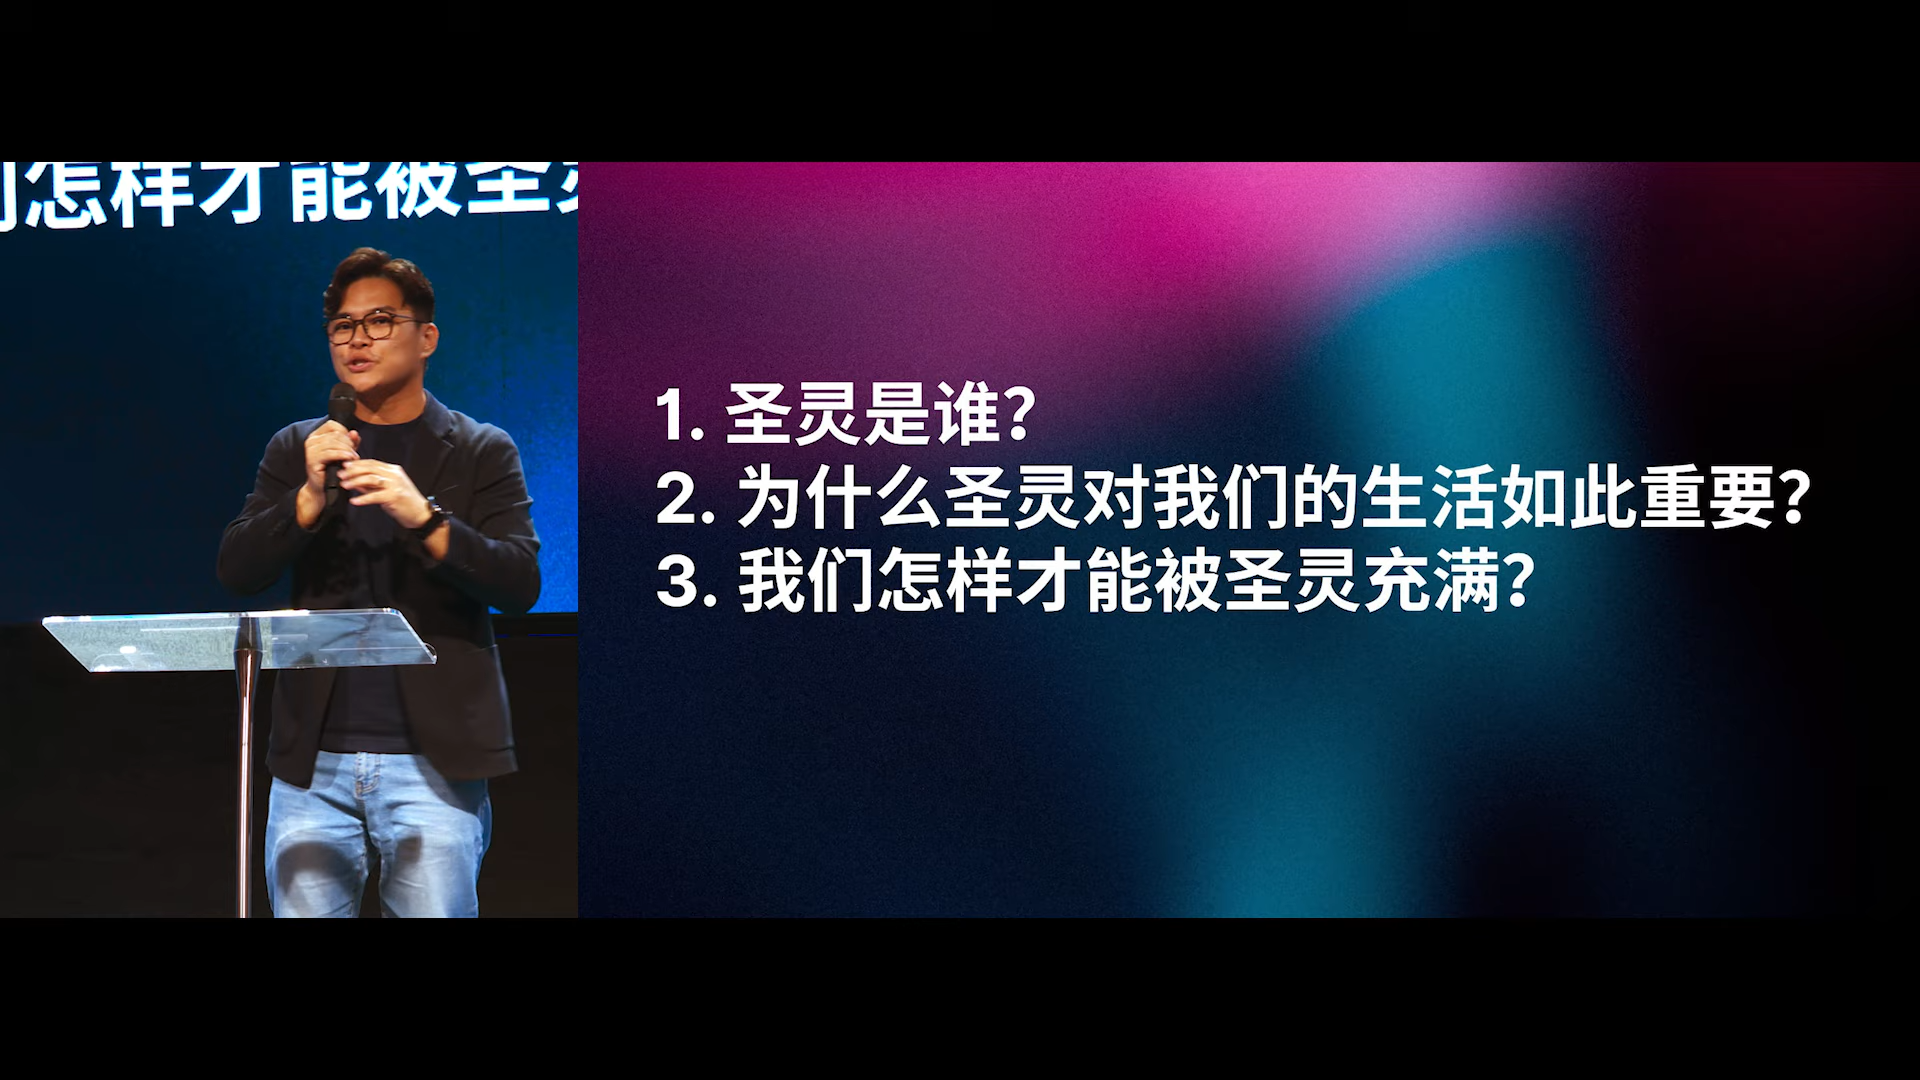 们怎样才能被圣灵
1. 圣灵是谁?
2. 为什么圣灵对我们的生活如此重要?
3. 我们怎样才能被圣灵充满?